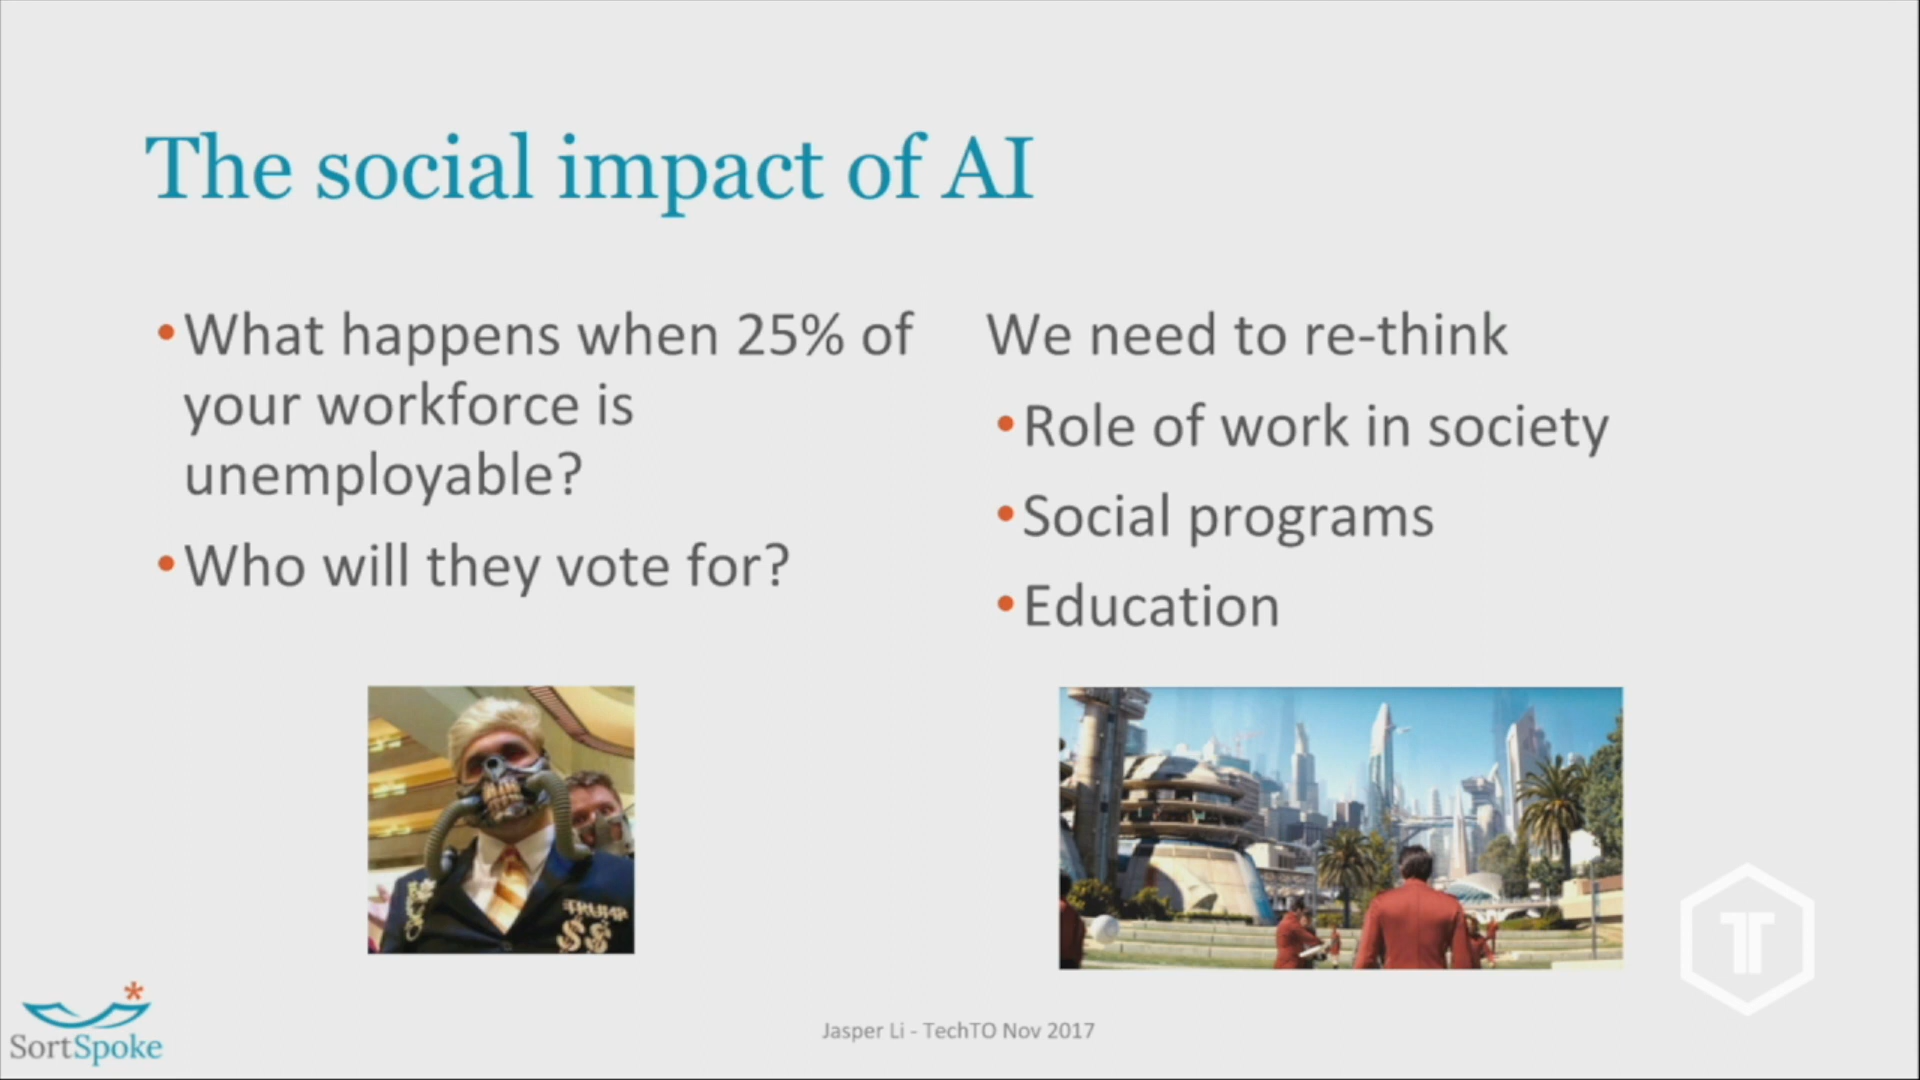 The social impact of AI
•What happens when 25% of
your workforce is
unemployable?
•Who will they vote for?
We need to re-think
•Role of work in society
•Social programs
•Education
TRUMP
$$
SortSpoke
Jasper Li - TechTO Nov 2017